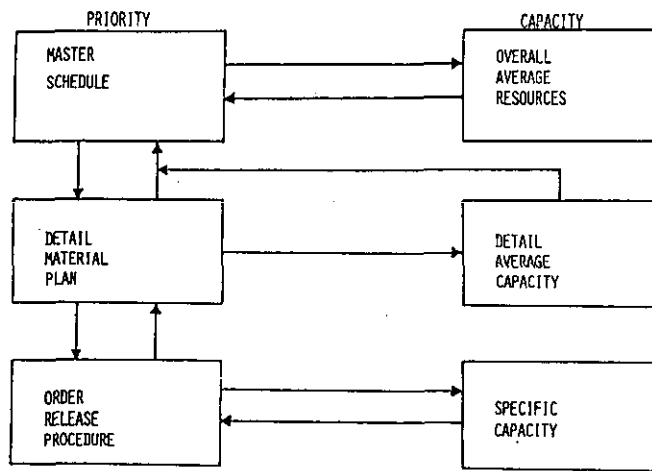 PRIORITY
CAPACITY
MASTER
SCHEDULE
OVERALL
AVERAGE
RESOURCES
DETAIL
MATERIAL
PLAN
DETAIL
AVERAGE
CAPACITY
ORDER
RELEASE
PROCEDURE
SPECIFIC
CAPACITY